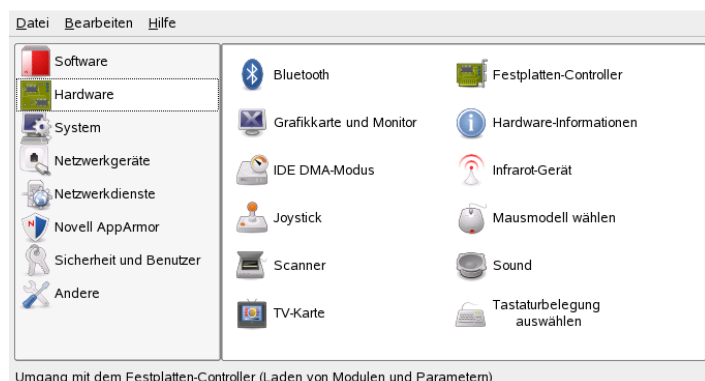 Datei Bearbeiten Hilfe
Software
Hardware
System
Netzwerkgeräte
Netzwerkdienste
Novell AppArmor
Sicherheit und Benutzer
Andere
Bluetooth
Festplatten-Controller
Grafikkarte und Monitor
Hardware-Informationen
IDE DMA-Modus
Infrarot-Gerät
Joystick
Mausmodell wählen
Scanner
Sound
TV-Karte
Tastaturbelegung
auswählen
Umgang mit dem Festplatten-Controller (Laden von Modulen und Parametern)